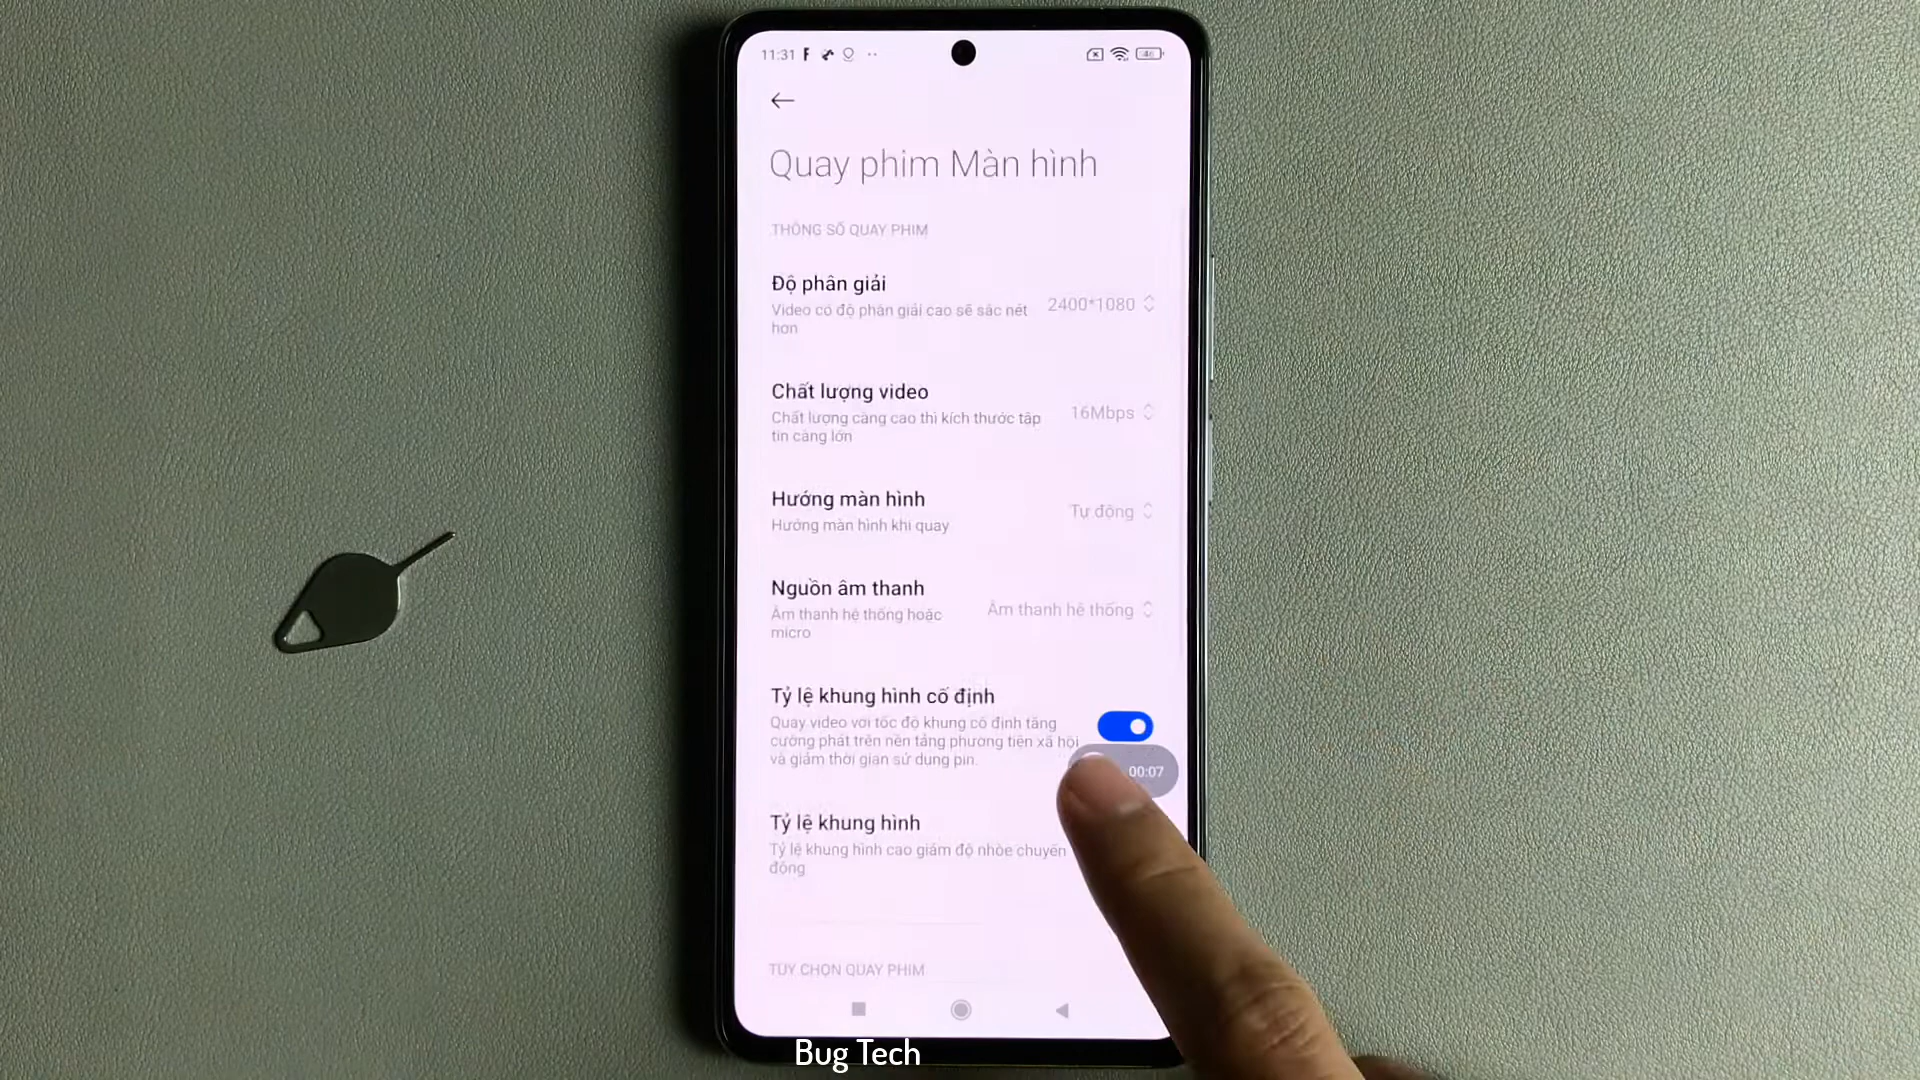 11:31
Quay phim Màn hình
THÔNG SỐ QUAY PHIM
Độ phân giải
Video có độ phân giải cao sẽ sắc nét
hơn
2400*1080
Chất lượng video
Chất lượng càng cao thì kích thước tập
tin càng lớn
16Mbps
Hướng màn hình
Hướng màn hình khi quay
Tự động
Nguồn âm thanh
Âm thanh hệ thống hoặc
micro
Âm thanh hệ thống
Tỷ lệ khung hình cố định
Quay video với tốc độ khung cố định tăng
cường phát trên nền tảng phương tiện xã hội
và giảm thời gian sử dụng pin.
00:07
Tỷ lệ khung hình
Tỷ lệ khung hình cao giảm độ nhòe chuyển
động
TÙY CHỌN QUAY PHIM
Bug Tech